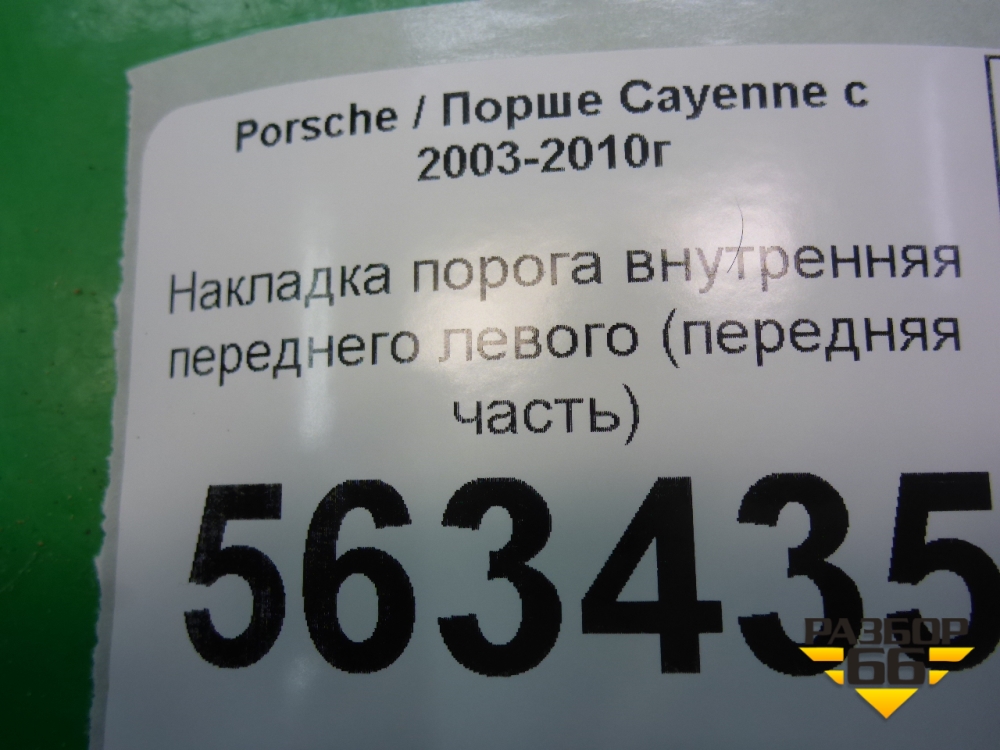 Porsche / Порше Cayenne с
2003-2010г
Накладка порога внутренняя
переднего левого (передняя
часть)
563435
РАЗБОР
66